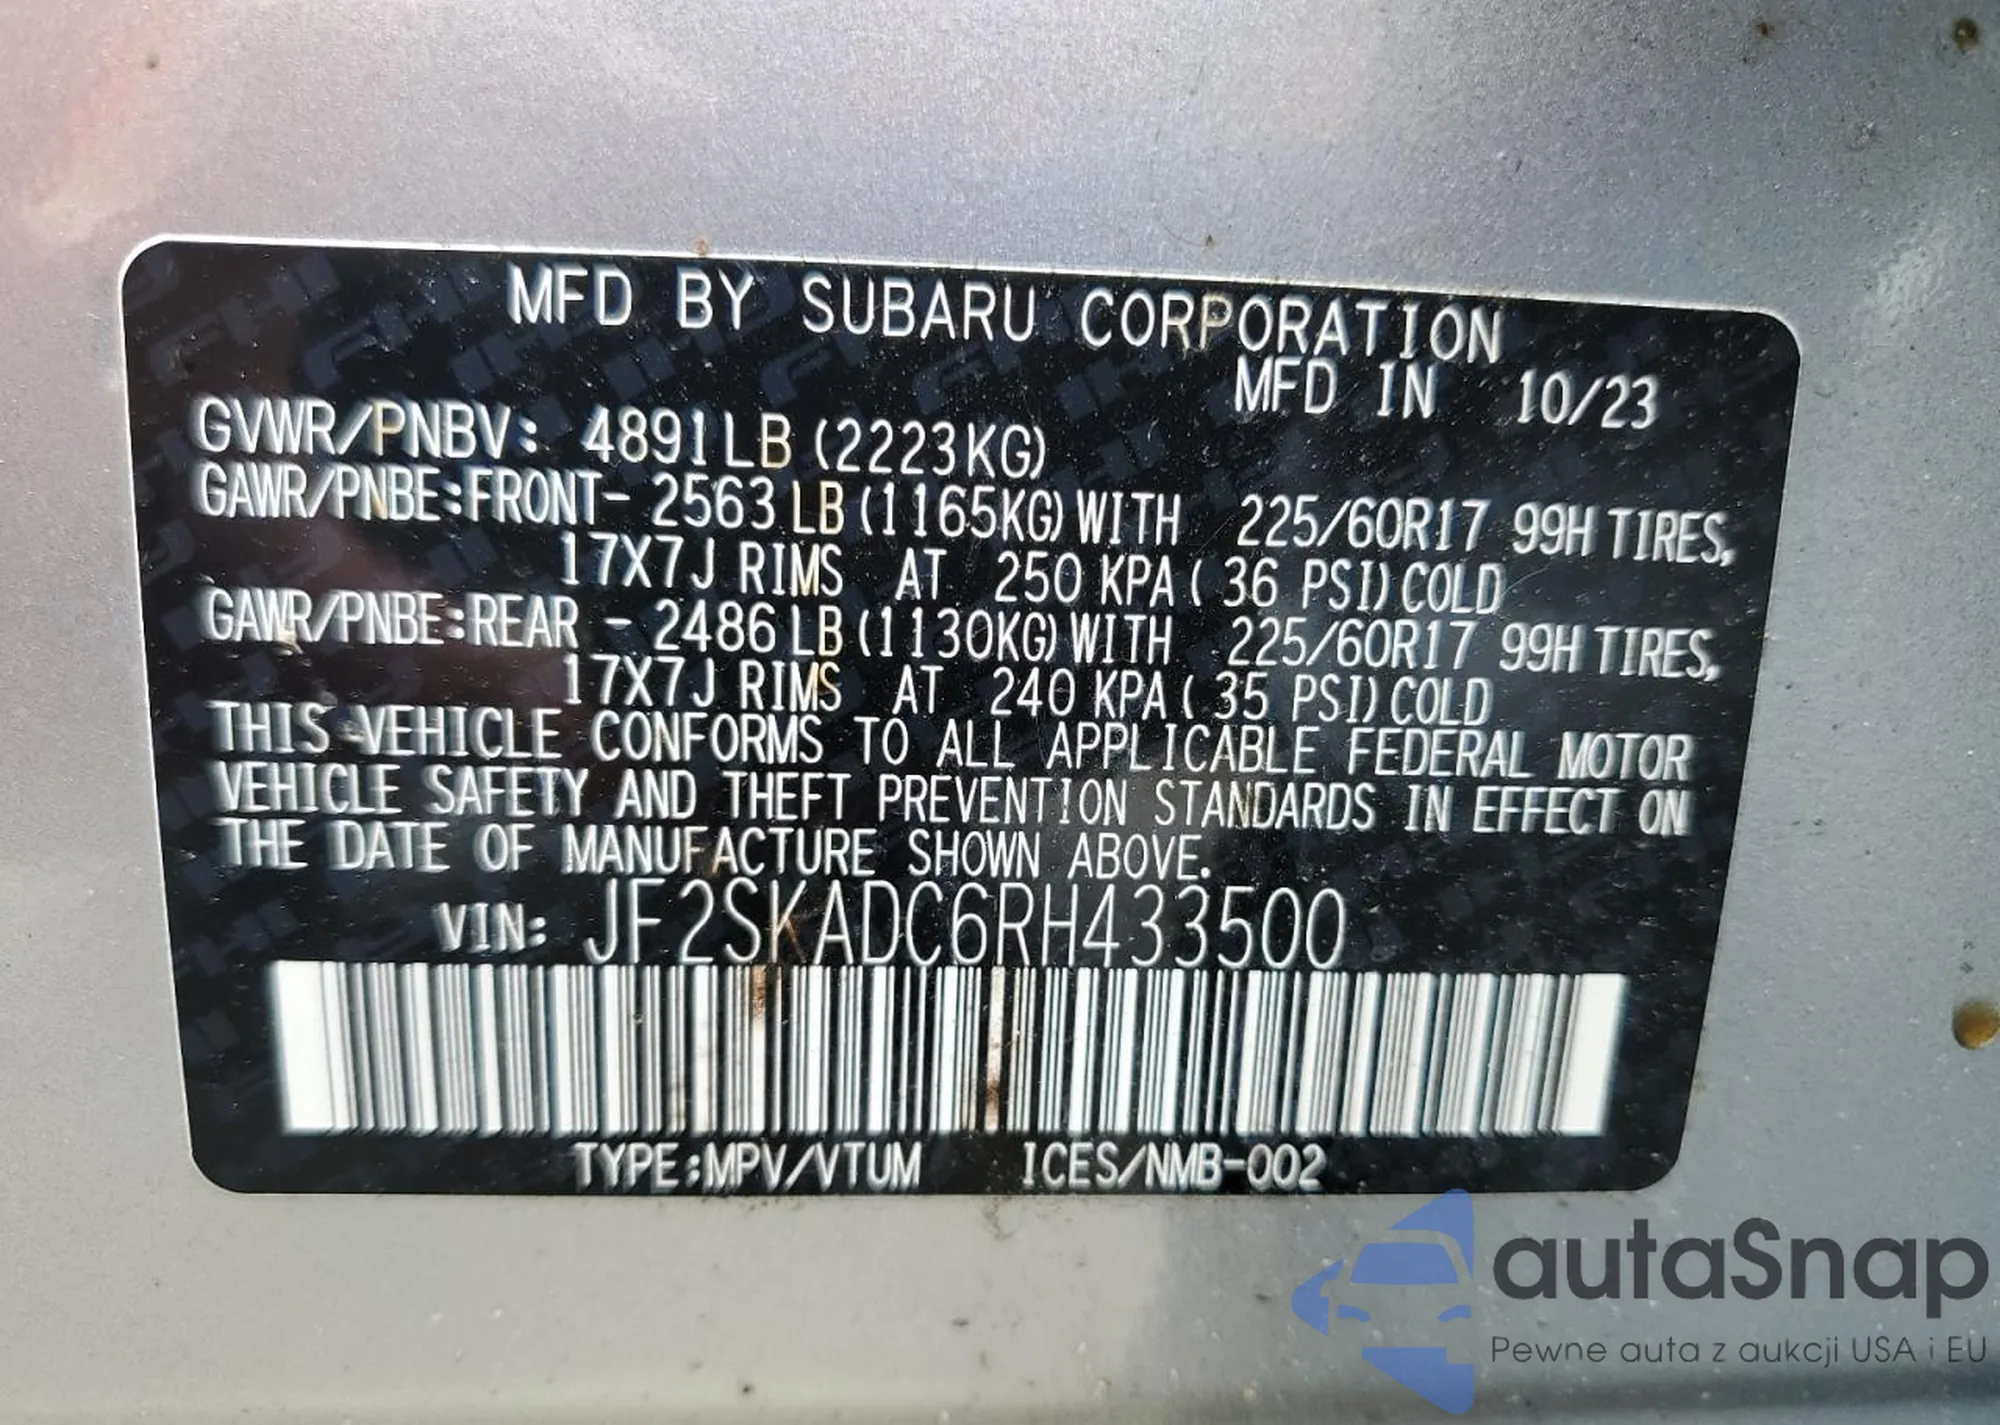 MFD BY SUBARU CORPORATION
MFD IN 10/23
GVWR/PNBV: 4891LB (2223KG)
GAWR/PNBE:FRONT- 2563 LB (1165KG) WITH 225/60R17 99H TIRES,
17X7J RIMS AT 250 KPA ( 36 PSI) COLD
GAWR/PNBE:REAR - 2486 LB (1130KG) WITH 225/60R17 99H TIRES,
17X7J RIMS AT 240 KPA ( 35 PSI) COLD
THIS VEHICLE CONFORMS TO ALL APPLICABLE FEDERAL MOTOR
VEHICLE SAFETY AND THEFT PREVENTION STANDARDS IN EFFECT ON
THE DATE OF MANUFACTURE SHOWN ABOVE.
VIN: JF2SKADC6RH433500
TYPE:MPV/VTUM ICES/NMB-002
autaSnap
Pewne auta z aukcji USA i EU